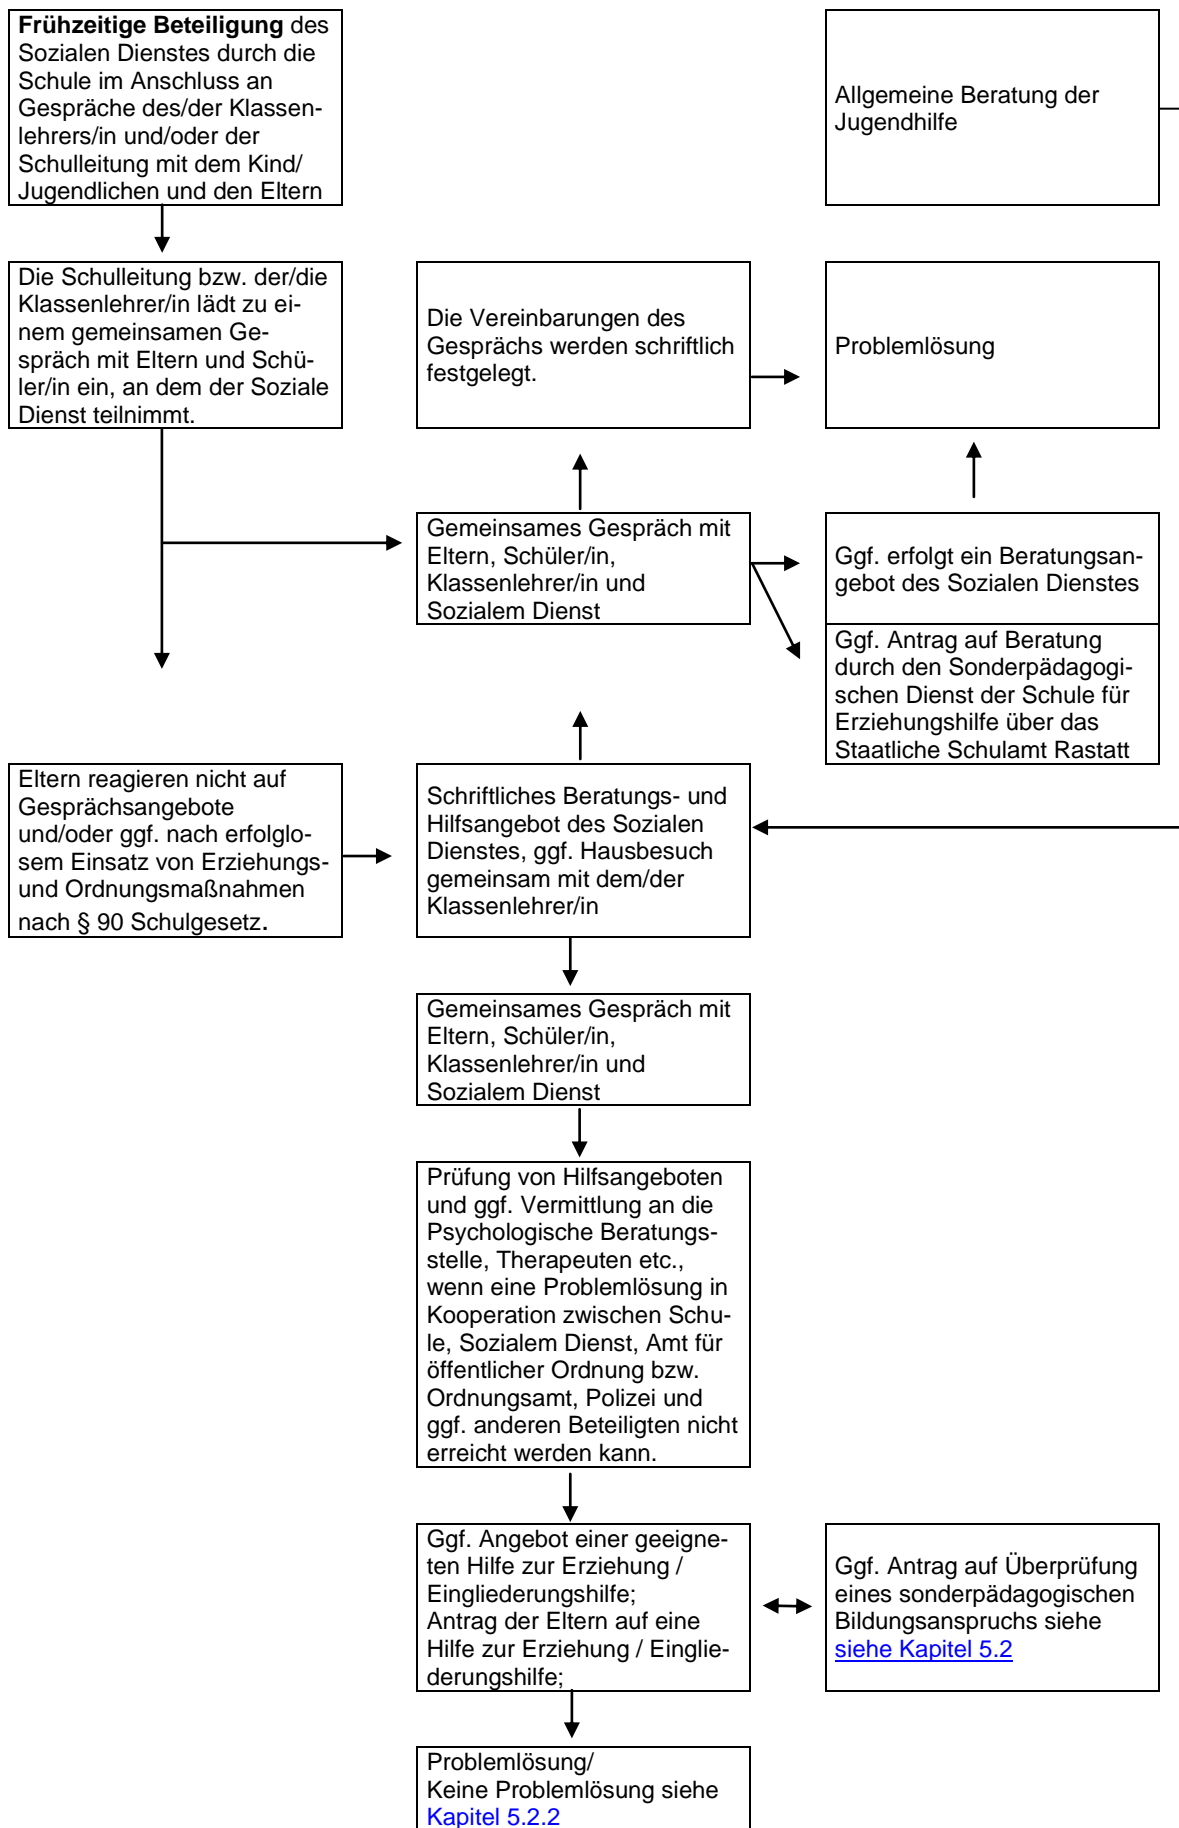 Frühzeitige Beteiligung des
Sozialen Dienstes durch die
Schule im Anschluss an
Gespräche des/der Klassen-
lehrers/in und/oder der
Schulleitung mit dem Kind/
Jugendlichen und den Eltern
Allgemeine Beratung der
Jugendhilfe
Die Schulleitung bzw. der/die
Klassenlehrer/in lädt zu ei-
nem gemeinsamen Ge-
spräch mit Eltern und Schü-
ler/in ein, an dem der Soziale
Dienst teilnimmt.
Die Vereinbarungen des
Gesprächs werden schriftlich
festgelegt.
Problemlösung
Gemeinsames Gespräch mit
Eltern, Schüler/in,
Klassenlehrer/in und
Sozialem Dienst
Ggf. erfolgt ein Beratungsan-
gebot des Sozialen Dienstes
Ggf. Antrag auf Beratung
durch den Sonderpädagogi-
schen Dienst der Schule für
Erziehungshilfe über das
Staatliche Schulamt Rastatt
Eltern reagieren nicht auf
Gesprächsangebote
und/oder ggf. nach erfolglo-
sem Einsatz von Erziehungs-
und Ordnungsmaßnahmen
nach § 90 Schulgesetz.
Schriftliches Beratungs- und
Hilfsangebot des Sozialen
Dienstes, ggf. Hausbesuch
gemeinsam mit dem/der
Klassenlehrer/in
Gemeinsames Gespräch mit
Eltern, Schüler/in,
Klassenlehrer/in und
Sozialem Dienst
Prüfung von Hilfsangeboten
und ggf. Vermittlung an die
Psychologische Beratungs-
stelle, Therapeuten etc.,
wenn eine Problemlösung in
Kooperation zwischen Schu-
le, Sozialem Dienst, Amt für
öffentlicher Ordnung bzw.
Ordnungsamt, Polizei und
ggf. anderen Beteiligten nicht
erreicht werden kann.
Ggf. Angebot einer geeigne-
ten Hilfe zur Erziehung /
Eingliederungshilfe;
Antrag der Eltern auf eine
Hilfe zur Erziehung / Einglie-
derungshilfe;
Ggf. Antrag auf Überprüfung
eines sonderpädagogischen
Bildungsanspruchs siehe
siehe Kapitel 5.2
Problemlösung/
Keine Problemlösung siehe
Kapitel 5.2.2